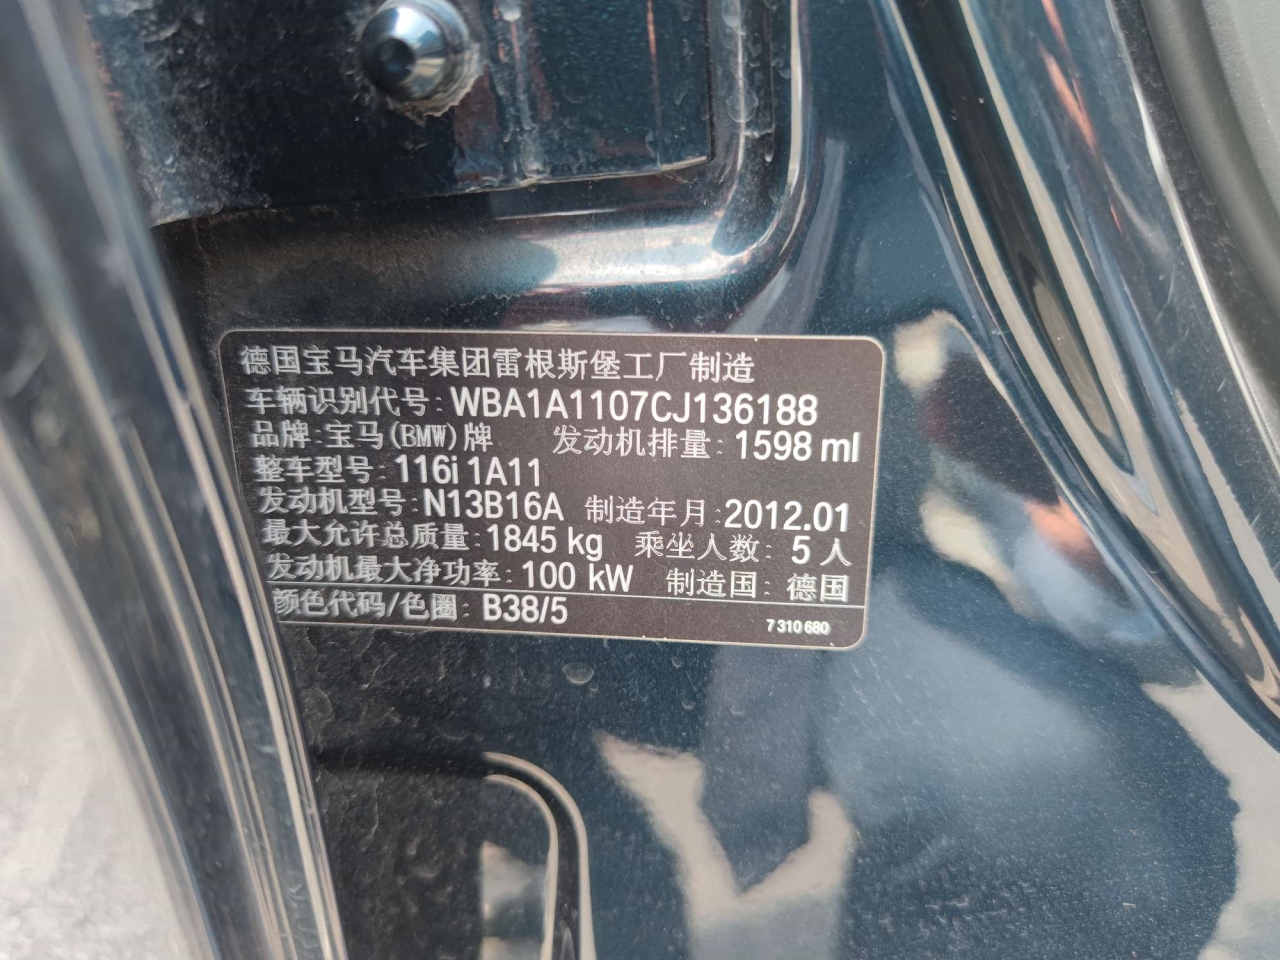 德国宝马汽车集团雷根斯堡工厂制造
车辆识别代号: WBA1A1107CJ136188
品牌: 宝马(BMW)牌 发动机排量: 1598 ml
整车型号: 116i 1A11
发动机型号: N13B16A 制造年月: 2012.01
最大允许总质量: 1845 kg 乘坐人数: 5 人
发动机最大净功率: 100 kW 制造国: 德国
颜色代码/色圈: B38/5 7 310 680